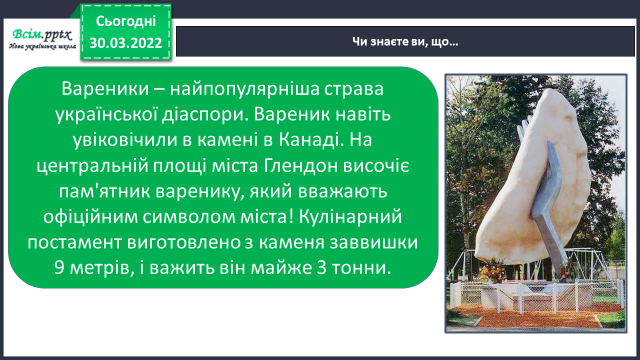 Всім.pptx
Нова українська школа
Сьогодні
30.03.2022
Чи знаєте ви, що...
Вареники – найпопулярніша страва
української діаспори. Вареник навіть
увіковічили в камені в Канаді. На
центральній площі міста Глендон височіє
пам'ятник варенику, який вважають
офіційним символом міста! Кулінарний
постамент виготовлено з каменя заввишки
9 метрів, і важить він майже 3 тонни.